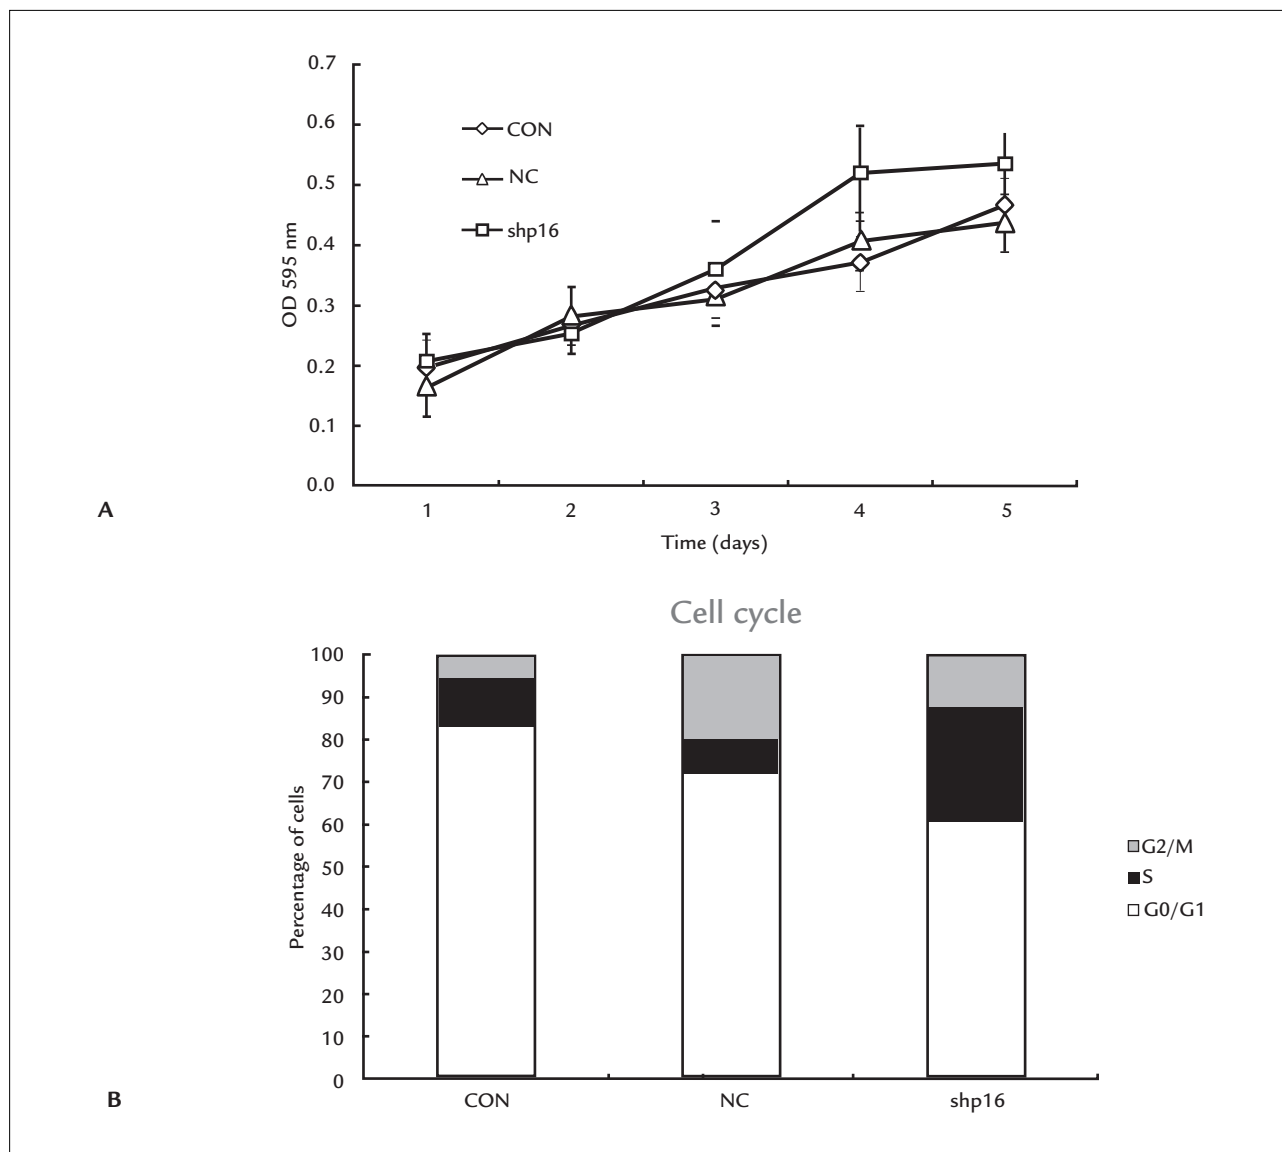 0.7
0.6
0.5
0.4
0.3
0.2
0.1
0.0
OD 595 nm
CON
NC
shp16
1 2 3 4 5
Time (days)
A
Cell cycle
100
90
80
70
60
50
40
30
20
10
0
Percentage of cells
G2/M
S
G0/G1
CON NC shp16
B